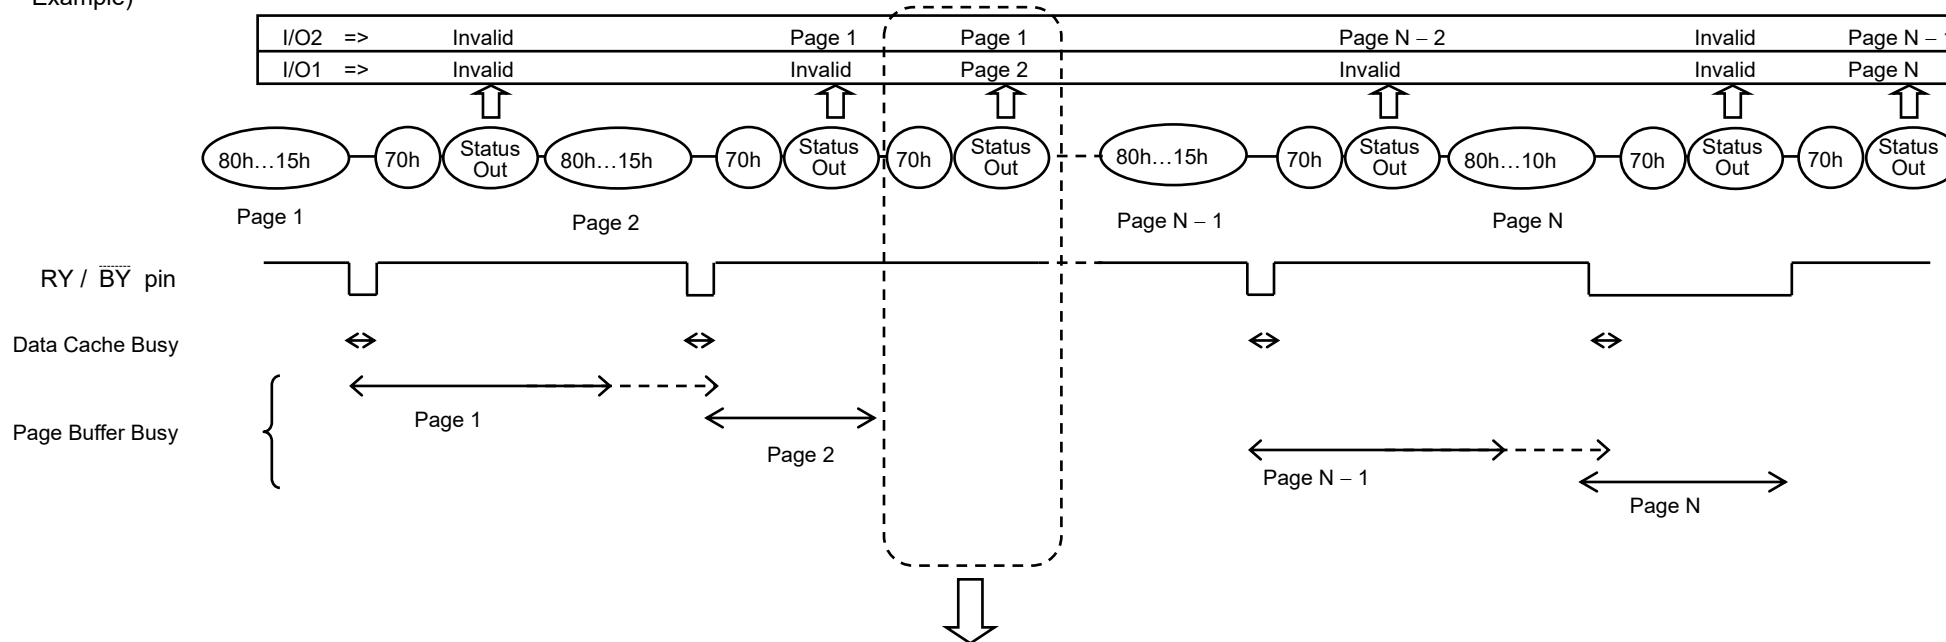 Example)
I/O2 => Invalid Page 1 Page 1 Page N – 2 Invalid Page N –
I/O1 => Invalid Invalid Page 2 Invalid Invalid Page N
80h…15h 70h Status Out 80h…15h 70h Status Out 70h Status Out 80h…15h 70h Status Out 80h…10h 70h Status Out 70h Status Out
Page 1 Page 2 Page N – 1 Page N
RY / BY pin
Data Cache Busy
Page 1
Page 2
Page Buffer Busy
Page N – 1
Page N